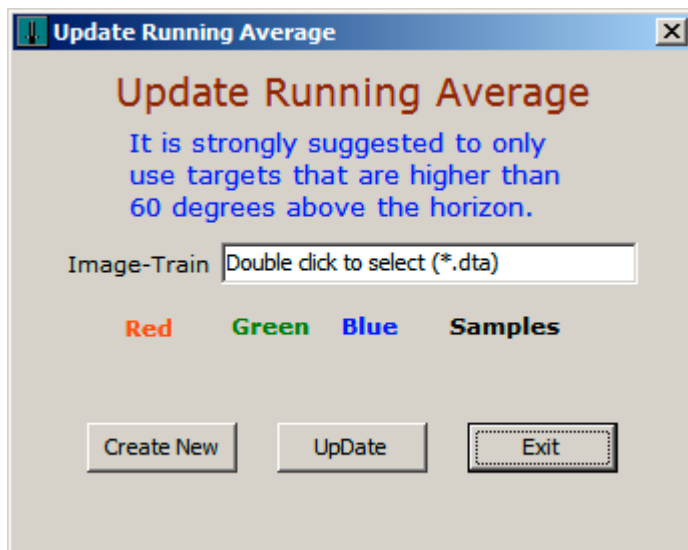 Update Running Average
Update Running Average
It is strongly suggested to only
use targets that are higher than
60 degrees above the horizon.
Image-Train Double click to select (*.dta)
Red Green Blue Samples
Create New UpDate Exit